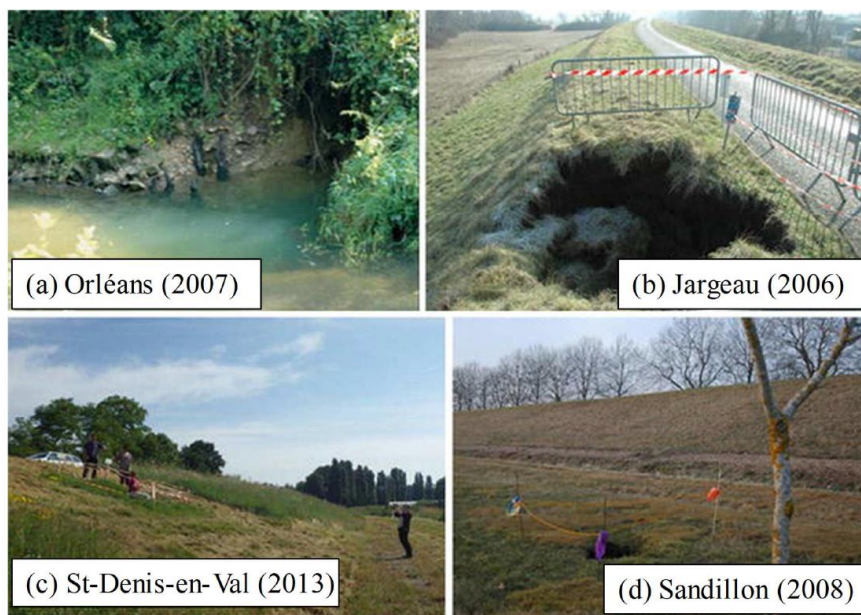 (a) Orléans (2007)
(b) Jargeau (2006)
(c) St-Denis-en-Val (2013)
(d) Sandillon (2008)